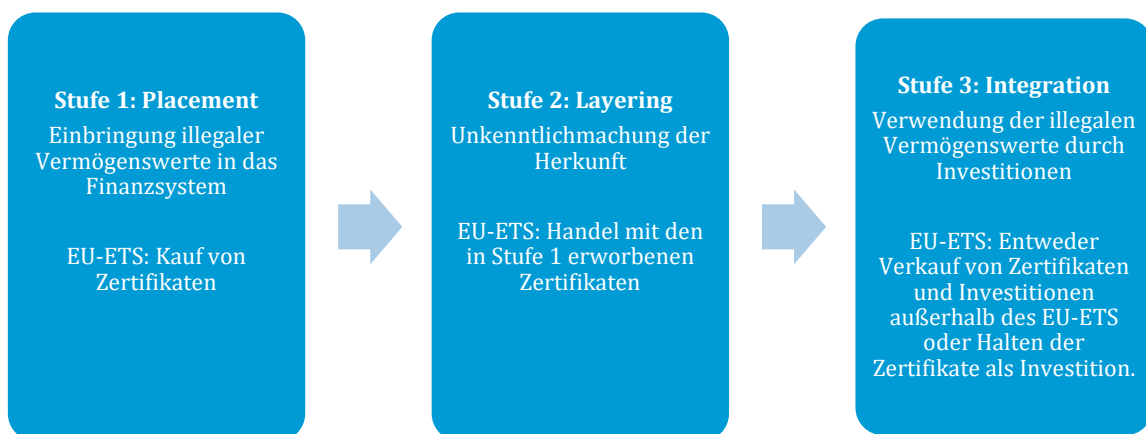 Stufe 1: Placement
Einbringung illegaler
Vermögenswerte in das
Finanzsystem
EU-ETS: Kauf von
Zertifikaten
Stufe 2: Layering
Unkenntlichmachung der
Herkunft
EU-ETS: Handel mit den
in Stufe 1 erworbenen
Zertifikaten
Stufe 3: Integration
Verwendung der illegalen
Vermögenswerte durch
Investitionen
EU-ETS: Entweder
Verkauf von Zertifikaten
und Investitionen
außerhalb des EU-ETS
oder Halten der
Zertifikate als Investition.